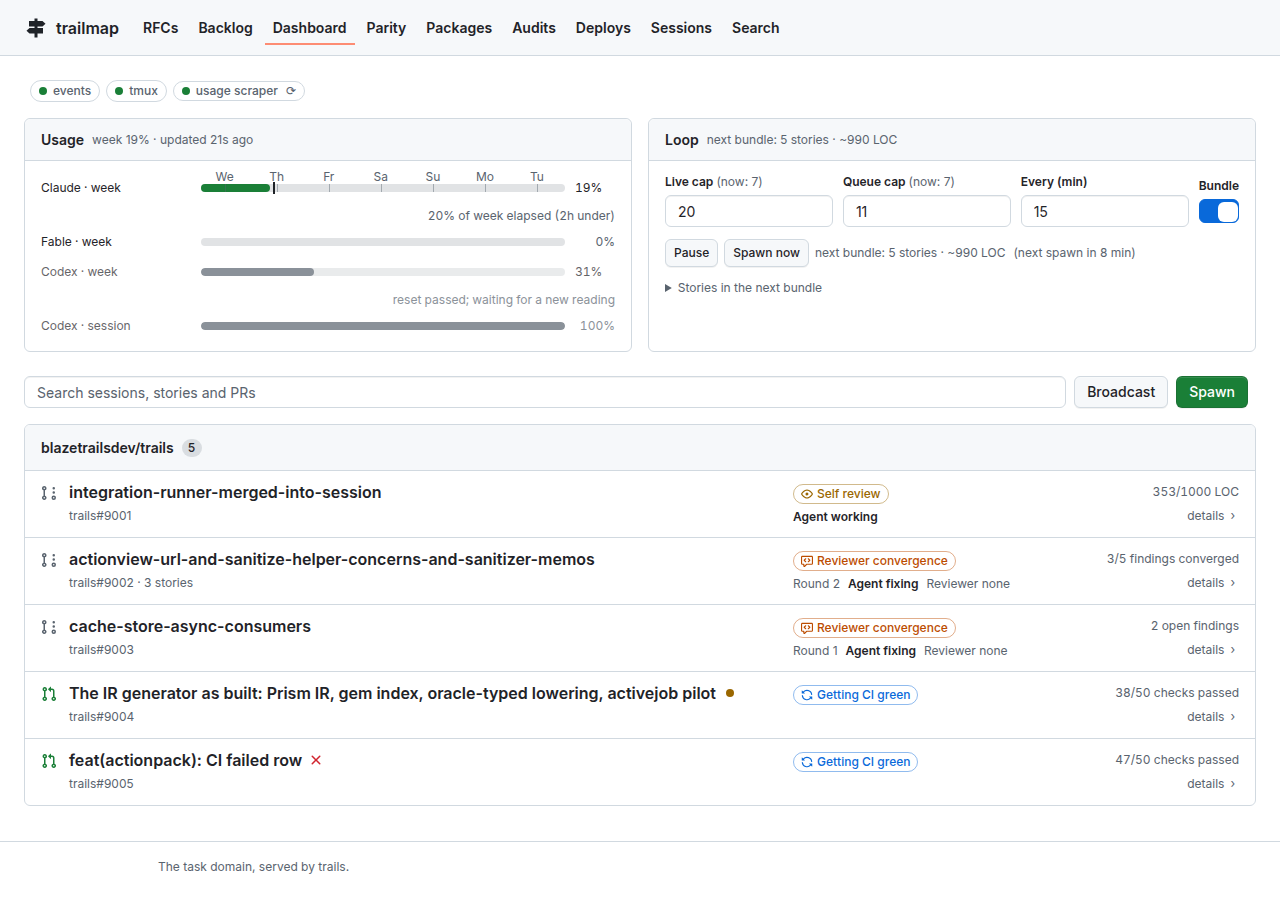 trailmap RFCs Backlog Dashboard Parity Packages Audits Deploys Sessions Search
events tmux usage scraper ⟳
Usage week 19% · updated 21s ago
We Th Fr Sa Su Mo Tu
Claude · week 19%
20% of week elapsed (2h under)
Fable · week 0%
Codex · week 31%
reset passed; waiting for a new reading
Codex · session 100%
Loop next bundle: 5 stories · ~990 LOC
Live cap (now: 7) Queue cap (now: 7) Every (min) Bundle
20 11 15
Pause Spawn now next bundle: 5 stories · ~990 LOC (next spawn in 8 min)
▶ Stories in the next bundle
Search sessions, stories and PRs Broadcast Spawn
blazetrailsdev/trails 5
integration-runner-merged-into-session Self review 353/1000 LOC
trails#9001 Agent working details ›
actionview-url-and-sanitize-helper-concerns-and-sanitizer-memos Reviewer convergence 3/5 findings converged
trails#9002 · 3 stories Round 2 Agent fixing Reviewer none details ›
cache-store-async-consumers Reviewer convergence 2 open findings
trails#9003 Round 1 Agent fixing Reviewer none details ›
The IR generator as built: Prism IR, gem index, oracle-typed lowering, activejob pilot Getting CI green 38/50 checks passed
trails#9004 details ›
feat(actionpack): CI failed row Getting CI green 47/50 checks passed
trails#9005 details ›
The task domain, served by trails.